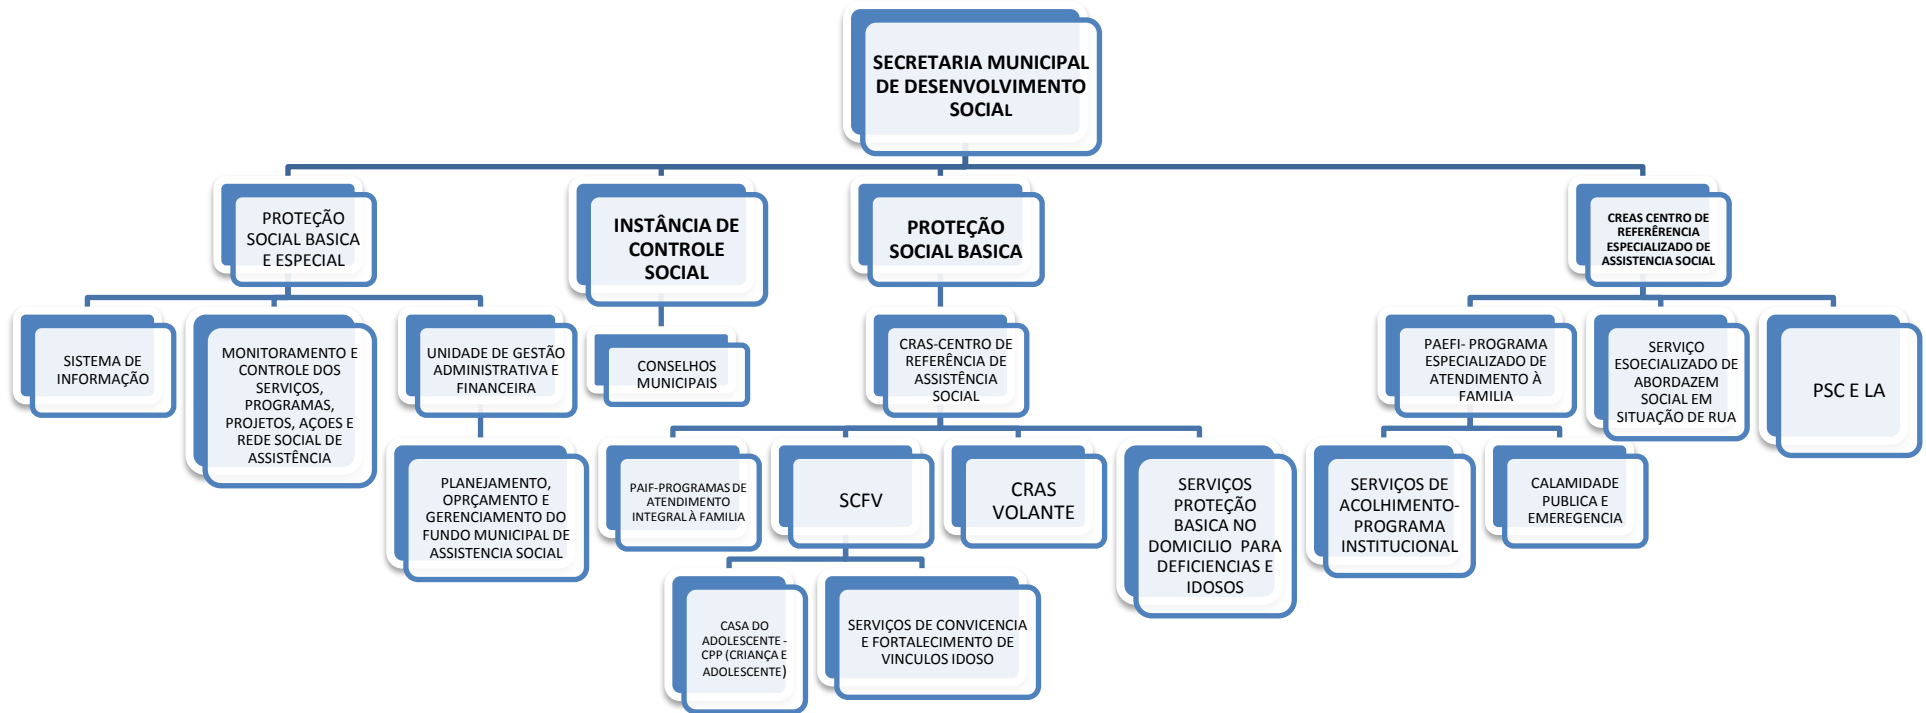 SECRETARIA MUNICIPAL
DE DESENVOLVIMENTO
SOCIAL
PROTEÇÃO
SOCIAL BASICA
E ESPECIAL
INSTÂNCIA DE
CONTROLE
SOCIAL
PROTEÇÃO
SOCIAL BASICA
CREAS CENTRO DE
REFERÊRENCIA
ESPECIALIZADO DE
ASSISTENCIA SOCIAL
SISTEMA DE
INFORMAÇÃO
MONITORAMENTO E
CONTROLE DOS
SERVIÇOS,
PROGRAMAS,
PROJETOS, AÇOES E
REDE SOCIAL DE
ASSISTÊNCIA
UNIDADE DE GESTÃO
ADMINISTRATIVA E
FINANCEIRA
CONSELHOS
MUNICIPAIS
CRAS-CENTRO DE
REFERÊNCIA DE
ASSISTÊNCIA
SOCIAL
PAEFI- PROGRAMA
ESPECIALIZADO DE
ATENDIMENTO À
FAMILIA
SERVIÇO
ESOECIALIZADO DE
ABORDAZEM
SOCIAL EM
SITUAÇÃO DE RUA
PSC E LA
PLANEJAMENTO,
OPRÇAMENTO E
GERENCIAMENTO DO
FUNDO MUNICIPAL DE
ASSISTENCIA SOCIAL
PAIF-PROGRAMAS DE
ATENDIMENTO
INTEGRAL À FAMILIA
SCFV
CRAS
VOLANTE
SERVIÇOS
PROTEÇÃO
BASICA NO
DOMICILIO PARA
DEFICIENCIAS E
IDOSOS
SERVIÇOS DE
ACOLHIMENTO-
PROGRAMA
INSTITUCIONAL
CALAMIDADE
PUBLICA E
EMEREGENCIA
CASA DO
ADOLESCENTE -
CPP (CRIANÇA E
ADOLESCENTE)
SERVIÇOS DE CONVICENCIA
E FORTALECIMENTO DE
VINCULOS IDOSO